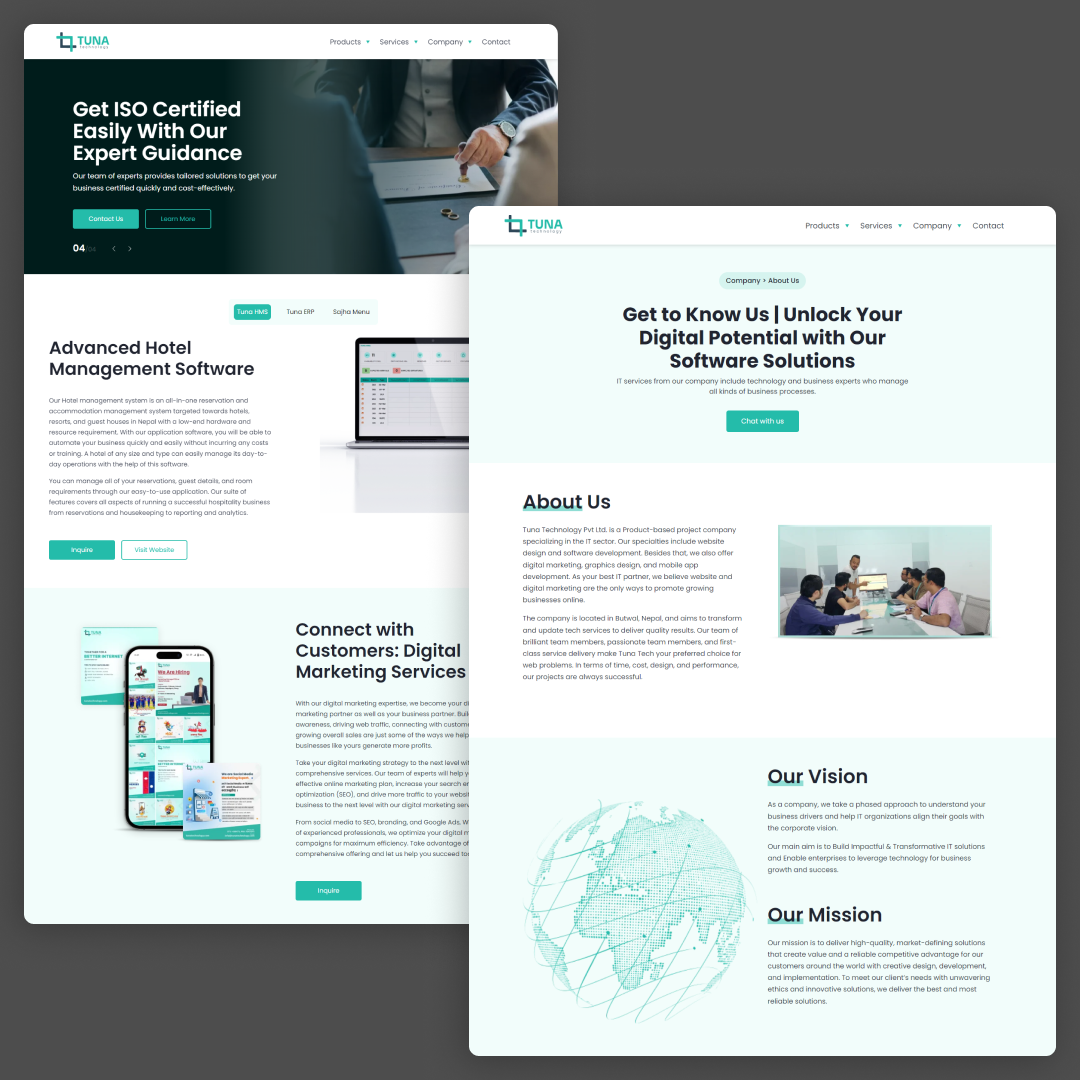 TUNA
technology
Products
Services
Company
Contact
Get ISO Certified
Easily With Our
Expert Guidance
Our team of experts provides tailored solutions to get your
business certified quickly and cost-effectively.
Contact Us
Learn More
04/04
Tuna HMS
Tuna ERP
Sajha Menu
Advanced Hotel
Management Software
Our Hotel management system is an all-in-one reservation and
accommodation management system targeted towards hotels,
resorts, and guest houses in Nepal with a low-end hardware and
resource requirement. With our application software, you will be able to
automate your business quickly and easily without incurring any costs
or training. A hotel of any size and type can easily manage its day-to-
day operations with the help of this software.
You can manage all of your reservations, guest details, and room
requirements through our easy-to-use application. Our suite of
features covers all aspects of running a successful hospitality business
from reservations and housekeeping to reporting and analytics.
Inquire
Visit Website
TUNA
BETTER INTERNET
We Are Hiring
Connect with
Customers: Digital
Marketing Services
With our digital marketing expertise, we become your
marketing partner as well as your business partner.
awareness, driving web traffic, connecting with
growing overall sales are just some of the ways we help
businesses like yours generate more profits.
Take your digital marketing strategy to the next level
comprehensive services. Our team of experts will help
effective online marketing plan, increase your search
optimization (SEO), and drive more traffic to your
business to the next level with our digital marketing
From social media to SEO, branding, and Google Ads,
of experienced professionals, we optimize your digital
campaigns for maximum efficiency. Take advantage of
comprehensive offering and let us help you succeed
Inquire
TUNA
technology
Products
Services
Company
Contact
Company > About Us
Get to Know Us | Unlock Your
Digital Potential with Our
Software Solutions
IT services from our company include technology and business experts who manage
all kinds of business processes.
Chat with us
About Us
Tuna Technology Pvt Ltd. is a Product-based project company
specializing in the IT sector. Our specialties include website
design and software development. Besides that, we also offer
digital marketing, graphics design, and mobile app
development. As your best IT partner, we believe website and
digital marketing are the only ways to promote growing
businesses online.
The company is located in Butwal, Nepal, and aims to transform
and update tech services to deliver quality results. Our team of
brilliant team members, passionate team members, and first-
class service delivery make Tuna Tech your preferred choice for
web problems. In terms of time, cost, design, and performance,
our projects are always successful.
Our Vision
As a company, we take a phased approach to understand your
business drivers and help IT organizations align their goals with
the corporate vision.
Our main aim is to Build Impactful & Transformative IT solutions
and Enable enterprises to leverage technology for business
growth and success.
Our Mission
Our mission is to deliver high-quality, market-defining solutions
that create value and a reliable competitive advantage for our
customers around the world with creative design, development,
and implementation. To meet our client's needs with unwavering
ethics and innovative solutions, we deliver the best and most
reliable solutions.